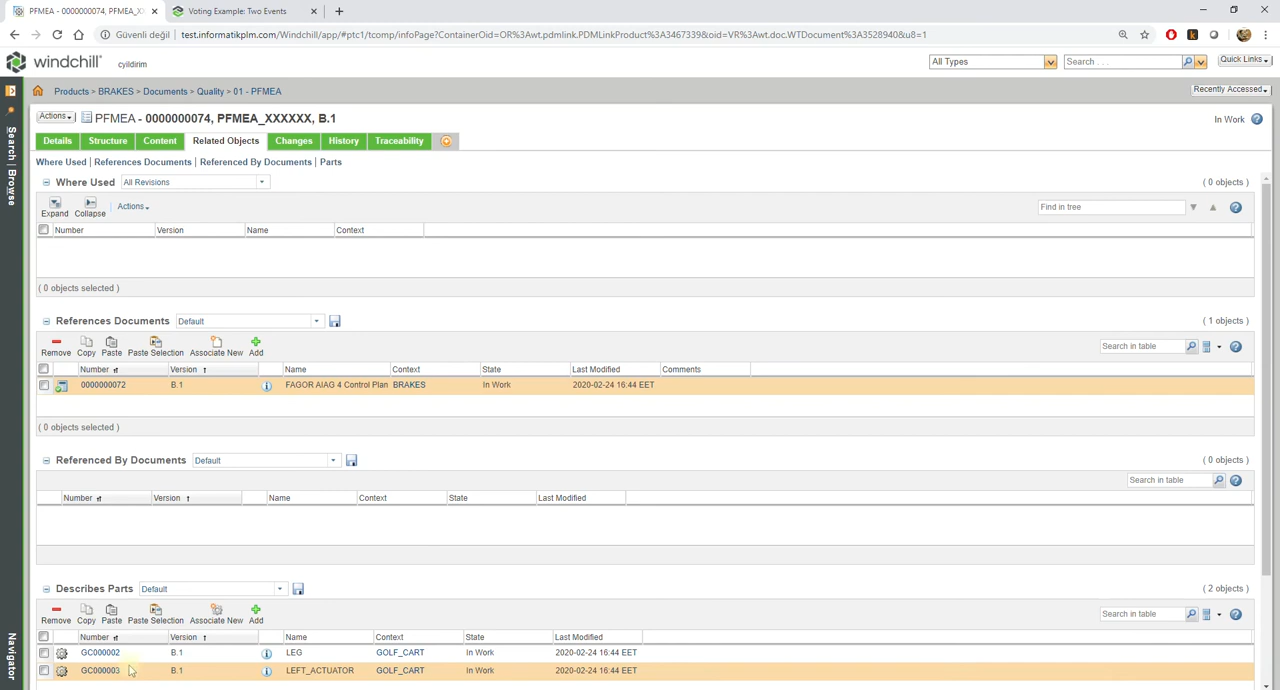 PFMEA - 0000000074, PFMEA_XX
Voting Example: Two Events
Güvenli değil
test.informatikplm.com/Windchill/app/#ptc1/tcomp/infoPage?ContainerOid=OR%3Awt.pdmlink.PDMLinkProduct%3A3467339&oid=VR%3Awt.doc.WTDocument%3A3528940&u8=1
windchill
cyildirim
All Types
Search . . .
Quick Links
Products > BRAKES > Documents > Quality > 01 - PFMEA
Recently Accessed
Search | Browse
Navigator
Actions
PFMEA - 0000000074, PFMEA_XXXXXX, B.1
In Work
Details Structure Content Related Objects Changes History Traceability
Where Used | References Documents | Referenced By Documents | Parts
Where Used All Revisions ( 0 objects )
Expand Collapse Actions Find in tree
Number Version Name Context
( 0 objects selected )
References Documents Default ( 1 objects )
Remove Copy Paste Paste Selection Associate New Add Search in table
Number Version Name Context State Last Modified Comments
0000000072 B.1 FAGOR AIAG 4 Control Plan BRAKES In Work 2020-02-24 16:44 EET
( 0 objects selected )
Referenced By Documents Default ( 0 objects )
Search in table
Number Version Name Context State Last Modified
Describes Parts Default ( 2 objects )
Remove Copy Paste Paste Selection Associate New Add Search in table
Number Version Name Context State Last Modified
GC000002 B.1 LEG GOLF_CART In Work 2020-02-24 16:44 EET
GC000003 B.1 LEFT_ACTUATOR GOLF_CART In Work 2020-02-24 16:44 EET